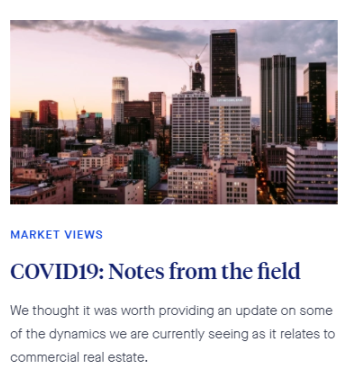 MARKET VIEWS
COVID19: Notes from the field
We thought it was worth providing an update on some
of the dynamics we are currently seeing as it relates to
commercial real estate.